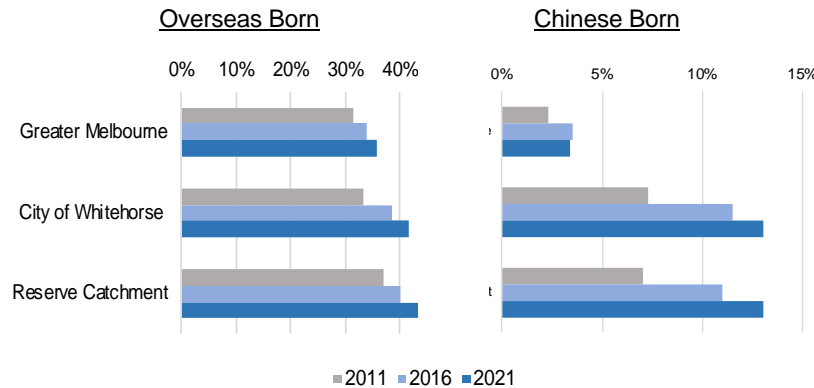 Overseas Born
Chinese Born
0% 10% 20% 30% 40%
0% 5% 10% 15%
Greater Melbourne
e
City of Whitehorse
Reserve Catchment
t
2011 2016 2021